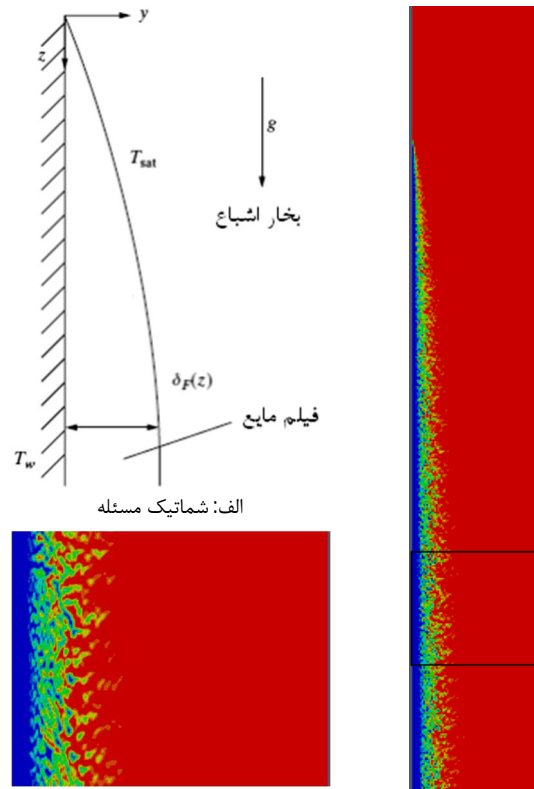 y
z
g
T_sat
بخار اشباع
δ_F(z)
فیلم مایع
T_w
الف: شماتیک مسئله